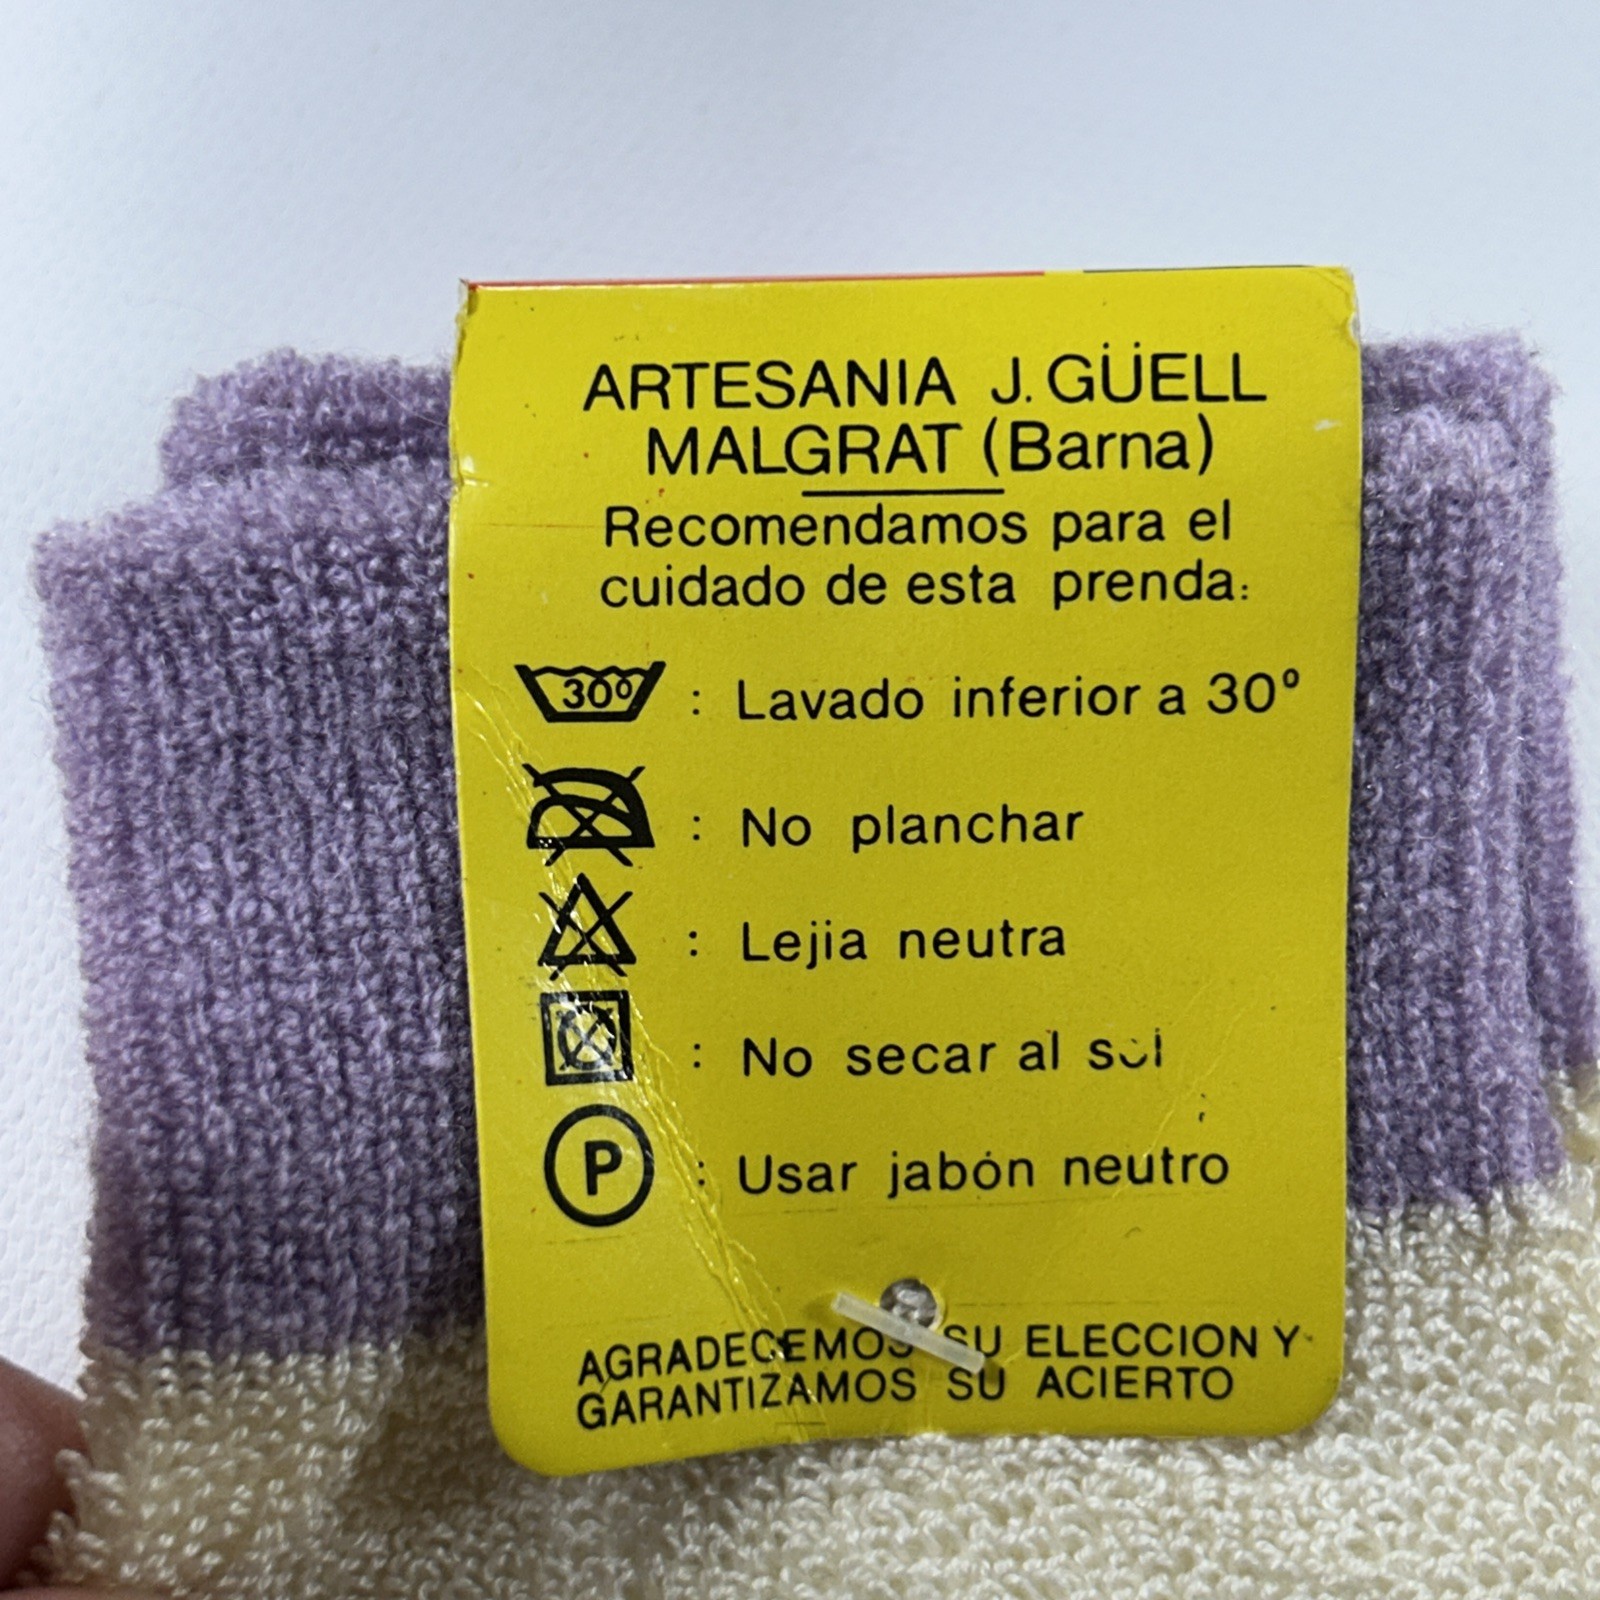 ARTESANIA J. GÜELL
MALGRAT (Barna)
Recomendamos para el
cuidado de esta prenda:
30º : Lavado inferior a 30º
: No planchar
: Lejia neutra
: No secar al sol
P : Usar jabón neutro
AGRADECEMOS SU ELECCION Y
GARANTIZAMOS SU ACIERTO